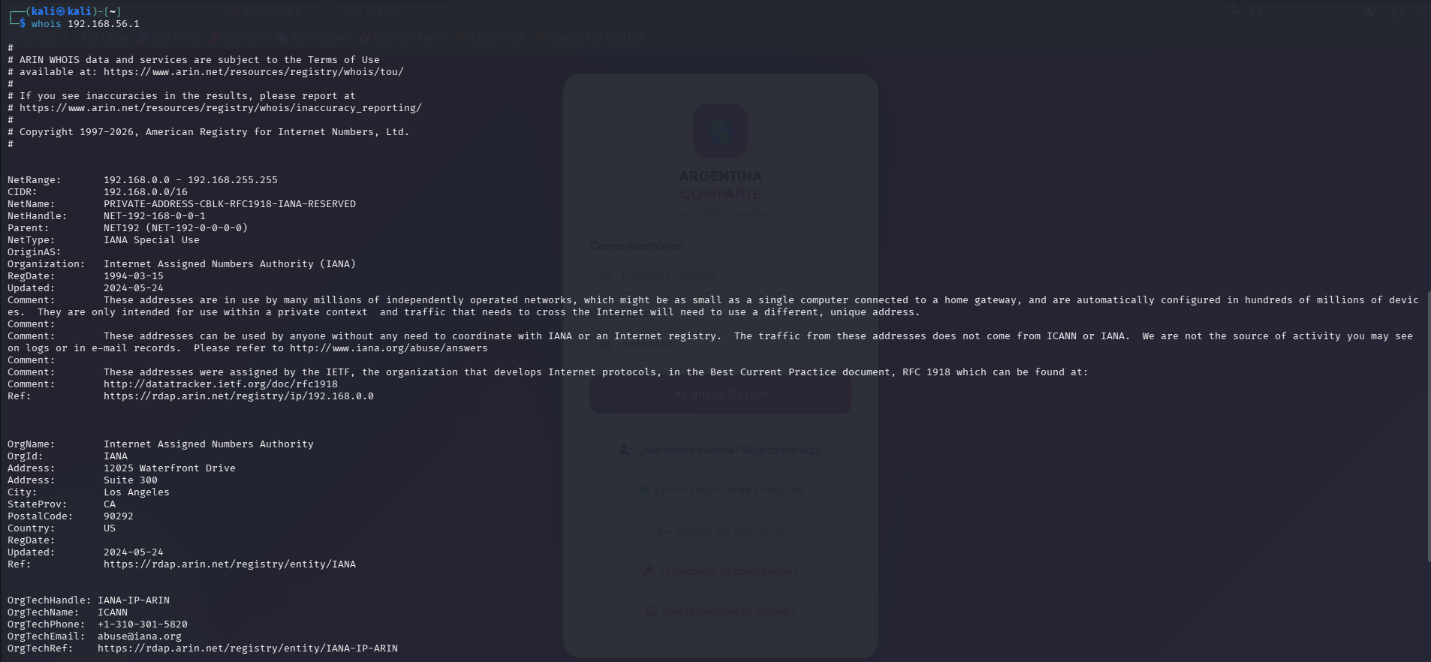 ┌──(kali㉿kali)-[~]
└─$ whois 192.168.56.1
#
# ARIN WHOIS data and services are subject to the Terms of Use
# available at: https://www.arin.net/resources/registry/whois/tou/
#
# If you see inaccuracies in the results, please report at
# https://www.arin.net/resources/registry/whois/inaccuracy_reporting/
#
# Copyright 1997-2026, American Registry for Internet Numbers, Ltd.
#
NetRange:       192.168.0.0 - 192.168.255.255
CIDR:           192.168.0.0/16
NetName:        PRIVATE-ADDRESS-CBLK-RFC1918-IANA-RESERVED
NetHandle:      NET-192-168-0-0-1
Parent:         NET192 (NET-192-0-0-0-0)
NetType:        IANA Special Use
OriginAS:
Organization:   Internet Assigned Numbers Authority (IANA)
RegDate:        1994-03-15
Updated:        2024-05-24
Comment:        These addresses are in use by many millions of independently operated networks, which might be as small as a single computer connected to a home gateway, and are automatically configured in hundreds of millions of devic
es.  They are only intended for use within a private context  and traffic that needs to cross the Internet will need to use a different, unique address.
Comment:
Comment:        These addresses can be used by anyone without any need to coordinate with IANA or an Internet registry.  The traffic from these addresses does not come from ICANN or IANA.  We are not the source of activity you may see
on logs or in e-mail records.  Please refer to http://www.iana.org/abuse/answers
Comment:
Comment:        These addresses were assigned by the IETF, the organization that develops Internet protocols, in the Best Current Practice document, RFC 1918 which can be found at:
Comment:        http://datatracker.ietf.org/doc/rfc1918
Ref:            https://rdap.arin.net/registry/ip/192.168.0.0
OrgName:        Internet Assigned Numbers Authority
OrgId:          IANA
Address:        12025 Waterfront Drive
Address:        Suite 300
City:           Los Angeles
StateProv:      CA
PostalCode:     90292
Country:        US
RegDate:
Updated:        2024-05-24
Ref:            https://rdap.arin.net/registry/entity/IANA
OrgTechHandle: IANA-IP-ARIN
OrgTechName:   ICANN
OrgTechPhone:  +1-310-301-5820
OrgTechEmail:  abuse@iana.org
OrgTechRef:    https://rdap.arin.net/registry/entity/IANA-IP-ARIN
Not Secure
ARGENTINA
COMPARTE
Correo electrónico
Ingresa tu correo
Iniciar Sesión
¿No tienes cuenta? Regístrate aquí
Quiero ser instructor
¿Olvidaste tu contraseña?
¿No recuerdas tu correo?